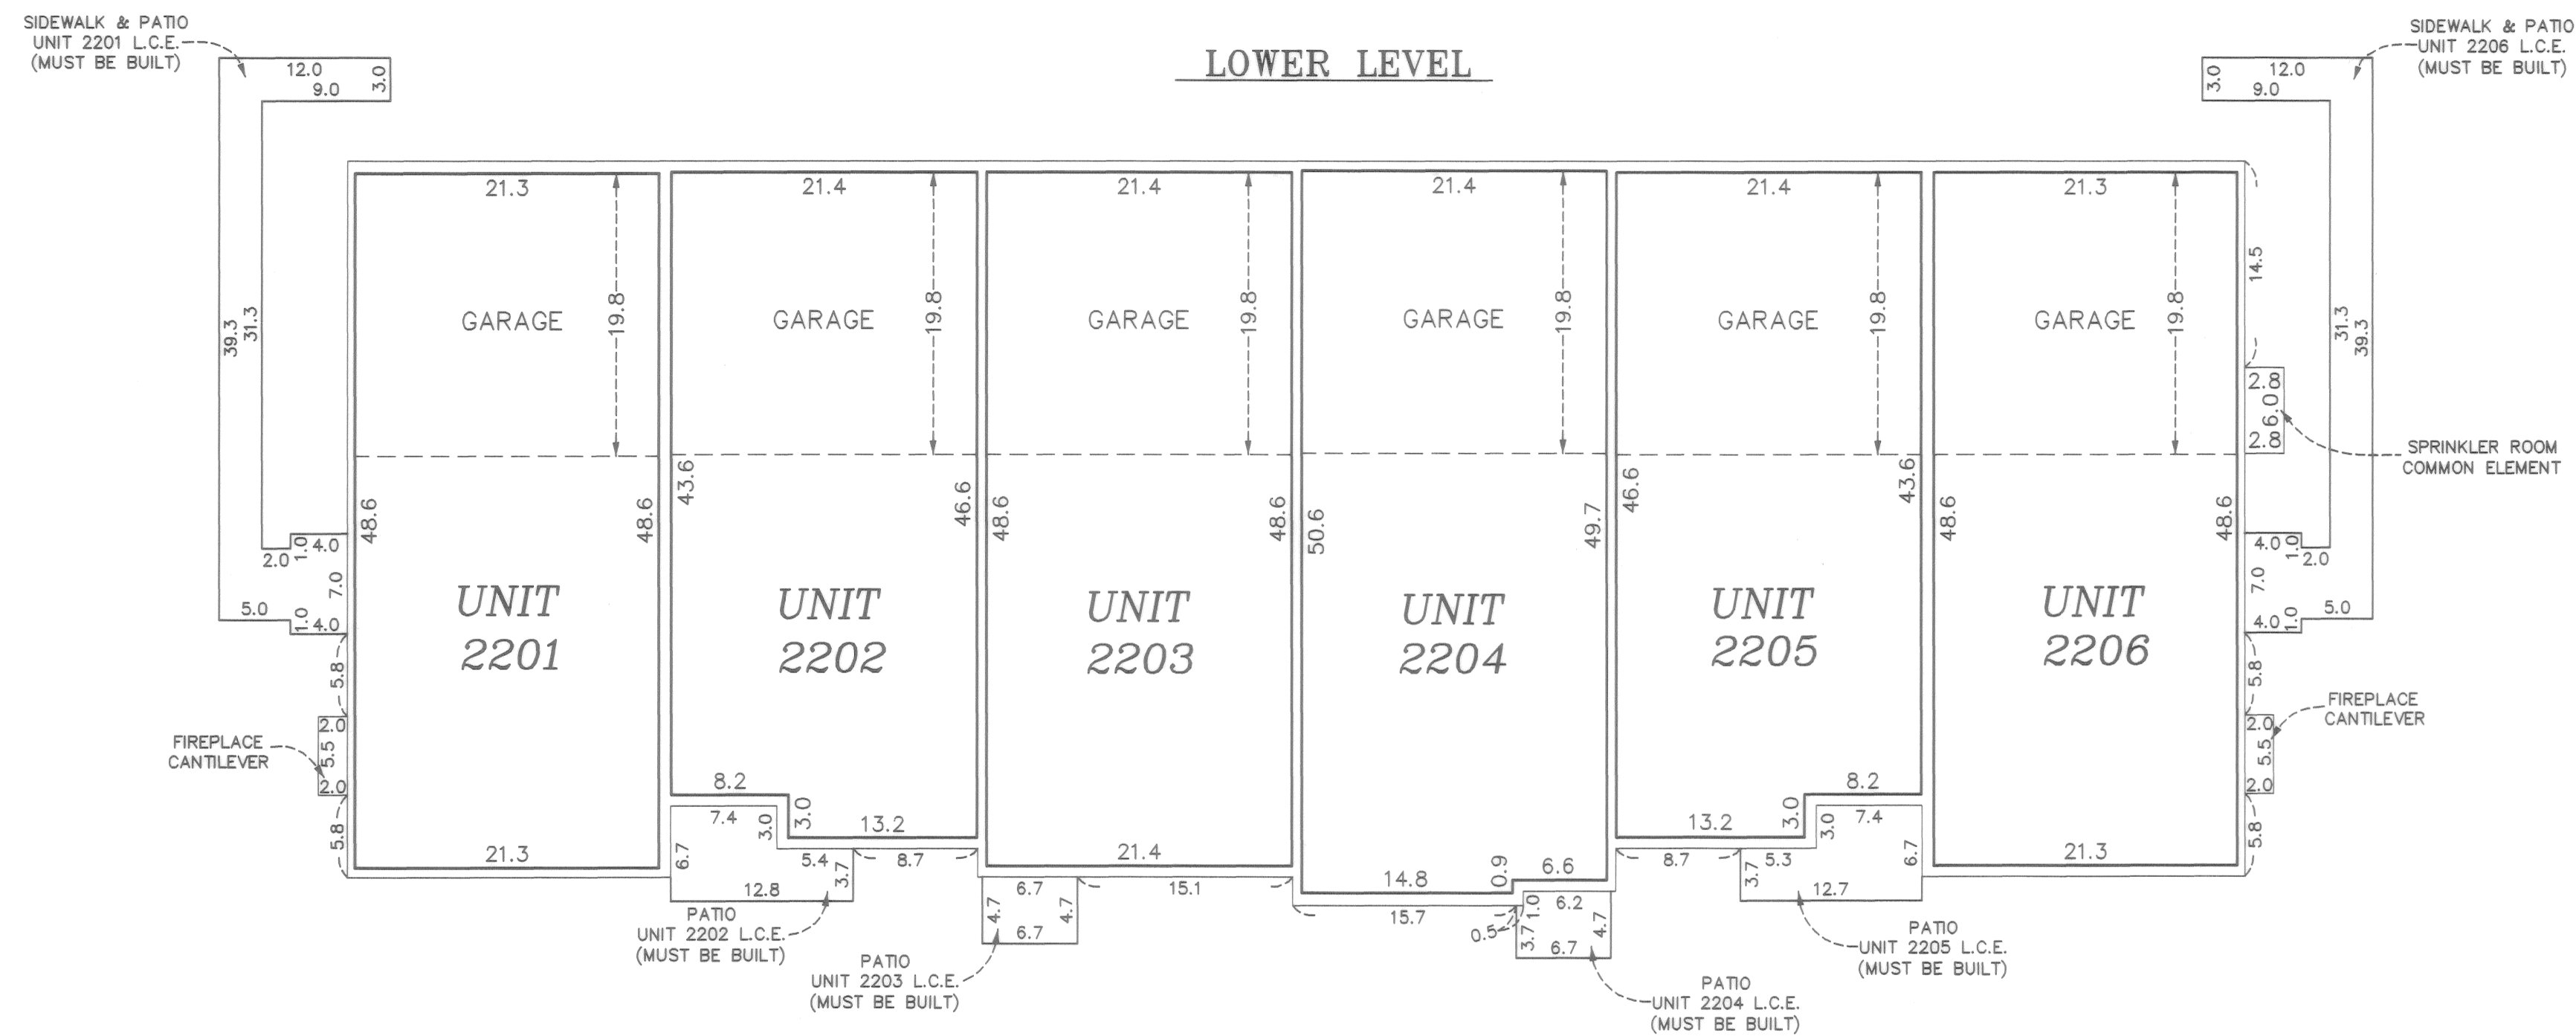 SIDEWALK & PATIO
UNIT 2201 L.C.E.
(MUST BE BUILT)
LOWER LEVEL
SIDEWALK & PATIO
UNIT 2206 L.C.E.
(MUST BE BUILT)
12.0
9.0
3.0
3.0
12.0
9.0
21.3
21.4
21.4
21.4
21.4
21.3
39.3
31.3
GARAGE
19.8
GARAGE
19.8
GARAGE
19.8
GARAGE
19.8
GARAGE
19.8
GARAGE
19.8
14.5
31.3
39.3
2.8
6.0
2.8
SPRINKLER ROOM
COMMON ELEMENT
48.6
48.6
43.6
46.6
48.6
48.6
50.6
49.7
46.6
43.6
48.6
48.6
2.0
1.0
4.0
7.0
5.0
1.0
4.0
4.0
1.0
2.0
7.0
4.0
1.0
5.0
UNIT
2201
UNIT
2202
UNIT
2203
UNIT
2204
UNIT
2205
UNIT
2206
5.8
2.0
5.5
2.0
5.8
FIREPLACE
CANTILEVER
5.8
2.0
5.5
2.0
5.8
FIREPLACE
CANTILEVER
21.3
8.2
3.0
13.2
21.4
14.8
0.9
6.6
13.2
3.0
8.2
21.3
7.4
3.0
6.7
5.4
3.7
12.8
8.7
6.7
4.7
4.7
6.7
15.1
15.7
0.5
1.0
6.2
3.7
4.7
6.7
8.7
5.3
3.0
7.4
6.7
3.7
12.7
PATIO
UNIT 2202 L.C.E.
(MUST BE BUILT)
PATIO
UNIT 2203 L.C.E.
(MUST BE BUILT)
PATIO
UNIT 2204 L.C.E.
(MUST BE BUILT)
PATIO
UNIT 2205 L.C.E.
(MUST BE BUILT)